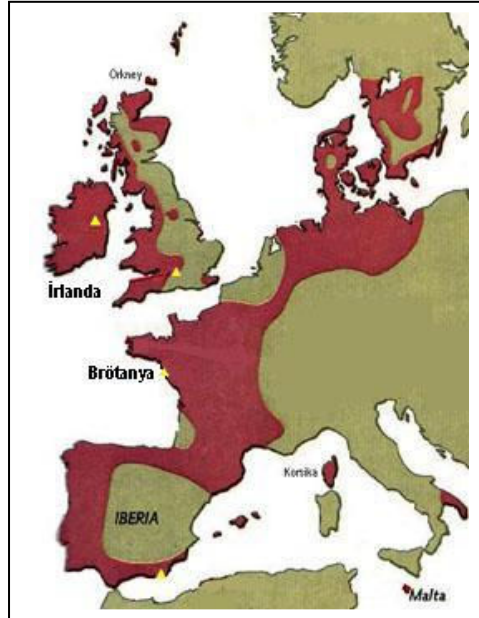 Orkney
İrlanda
Brötanya
IBERIA
Korsika
Malta